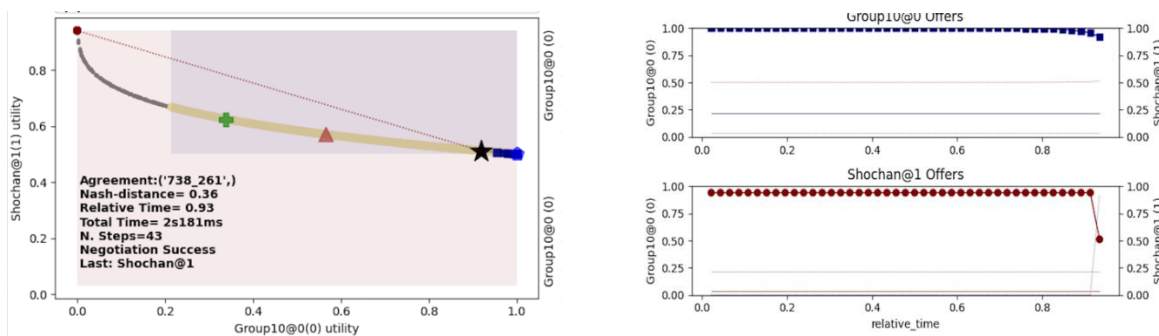 Shochan@1(1) utility
0.8
0.6
0.4
0.2
0.0
Agreement:('738_261',)
Nash-distance= 0.36
Relative Time= 0.93
Total Time= 2s181ms
N. Steps=43
Negotiation Success
Last: Shochan@1
0.0 0.2 0.4 0.6 0.8 1.0
Group10@0(0) utility
Group10@0 (0)
Group10@0 (0)
Group10@0 Offers
Group10@0 (0)
1.00
0.75
0.50
0.25
0.00
0.0 0.2 0.4 0.6 0.8
1.00
0.75
0.50
0.25
0.00
Shochan@1 (1)
Shochan@1 Offers
Group10@0 (0)
1.00
0.75
0.50
0.25
0.00
0.0 0.2 0.4 0.6 0.8
relative_time
1.00
0.75
0.50
0.25
0.00
Shochan@1 (1)